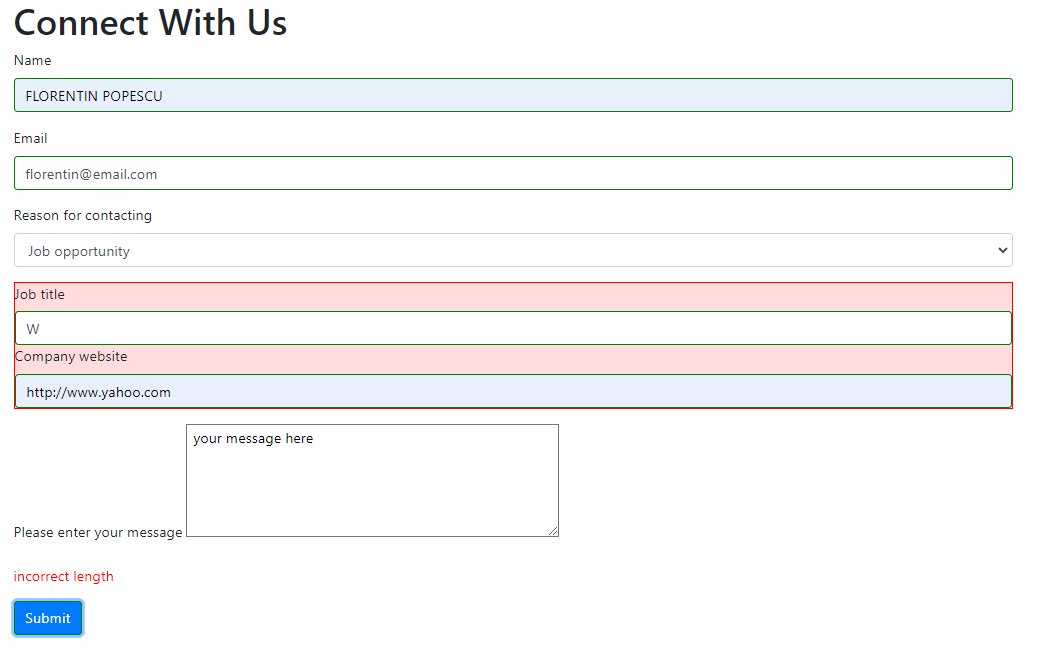 Connect With Us
Name
FLORENTIN POPESCU
Email
florentin@email.com
Reason for contacting
Job opportunity
Job title
W
Company website
http://www.yahoo.com
your message here
Please enter your message
incorrect length
Submit